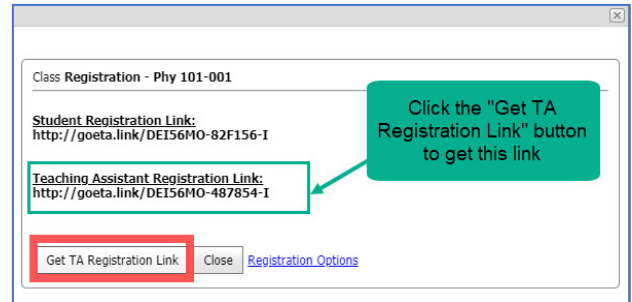 Class Registration - Phy 101-001
Student Registration Link:
http://goeta.link/DEI56MO-82F156-I
Click the "Get TA
Registration Link" button
to get this link
Teaching Assistant Registration Link:
http://goeta.link/DEI56MO-487854-I
Get TA Registration Link Close Registration Options